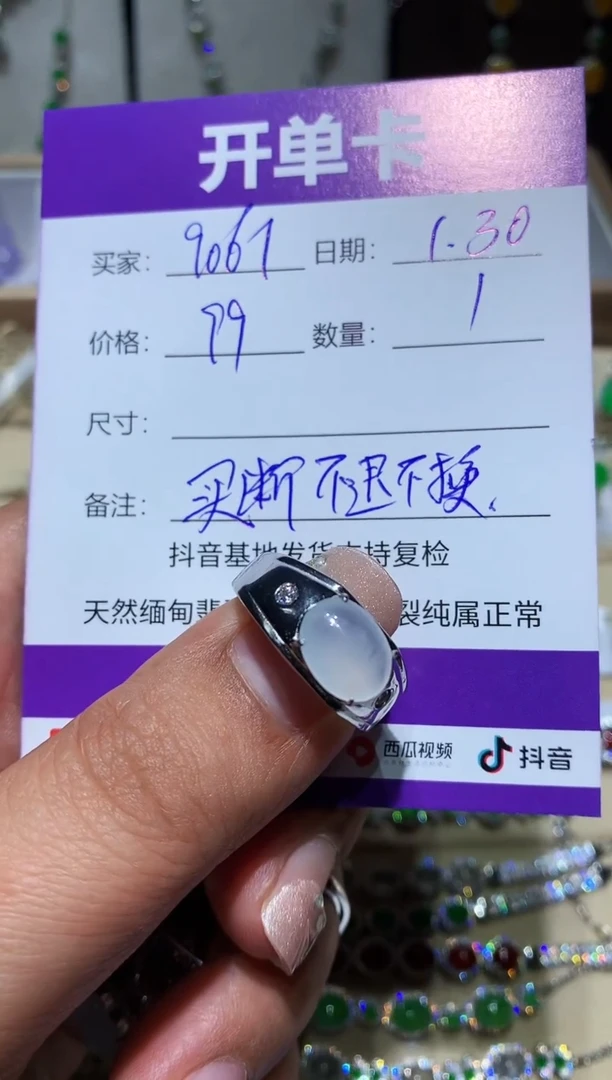 开单卡
买家: 9067 日期: 1.30
价格: 99 数量: 1
尺寸:
备注: 买断 不退不换.
抖音基地发货支持复检
天然缅甸翡 裂纯属正常
西瓜视频 抖音